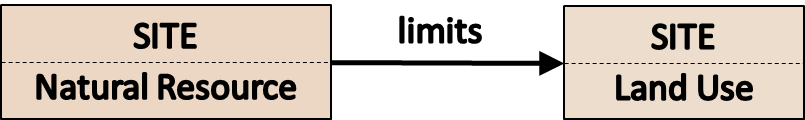 SITE
Natural Resource
limits
SITE
Land Use